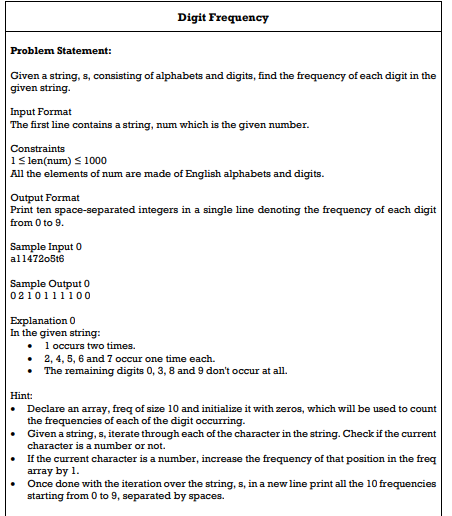 Digit Frequency
Problem Statement:
Given a string, s, consisting of alphabets and digits, find the frequency of each digit in the
given string.
Input Format
The first line contains a string, num which is the given number.
Constraints
1 ≤ len(num) ≤ 1000
All the elements of num are made of English alphabets and digits.
Output Format
Print ten space-separated integers in a single line denoting the frequency of each digit
from 0 to 9.
Sample Input 0
a11472o5t6
Sample Output 0
0 2 1 0 1 1 1 1 0 0
Explanation 0
In the given string:
• 1 occurs two times.
• 2, 4, 5, 6 and 7 occur one time each.
• The remaining digits 0, 3, 8 and 9 don't occur at all.
Hint:
• Declare an array, freq of size 10 and initialize it with zeros, which will be used to count
the frequencies of each of the digit occurring.
• Given a string, s, iterate through each of the character in the string. Check if the current
character is a number or not.
• If the current character is a number, increase the frequency of that position in the freq
array by 1.
• Once done with the iteration over the string, s, in a new line print all the 10 frequencies
starting from 0 to 9, separated by spaces.